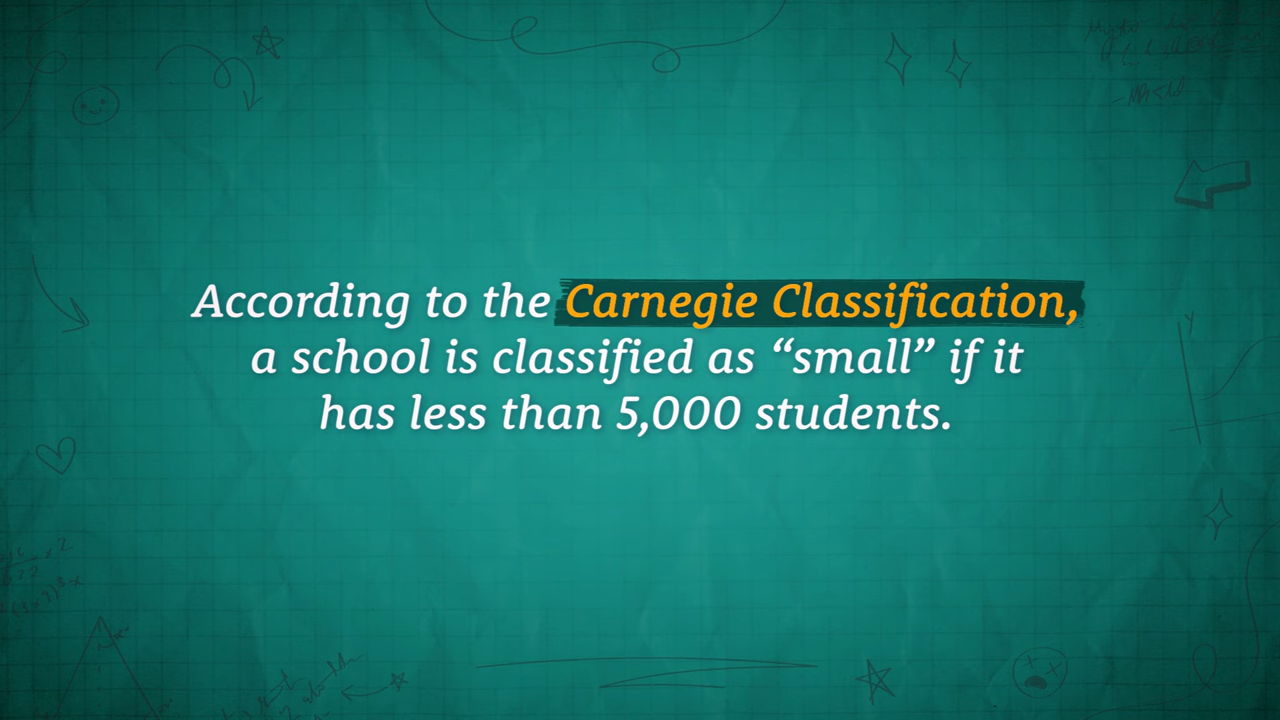 According to the Carnegie Classification,
a school is classified as “small” if it
has less than 5,000 students.